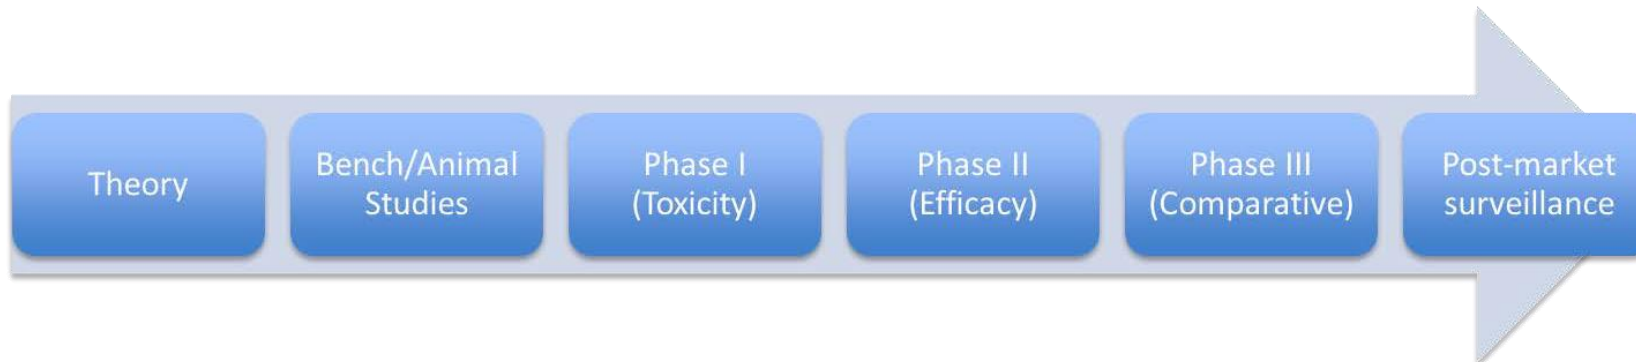 Theory
Bench/Animal
Studies
Phase I
(Toxicity)
Phase II
(Efficacy)
Phase III
(Comparative)
Post-market
surveillance